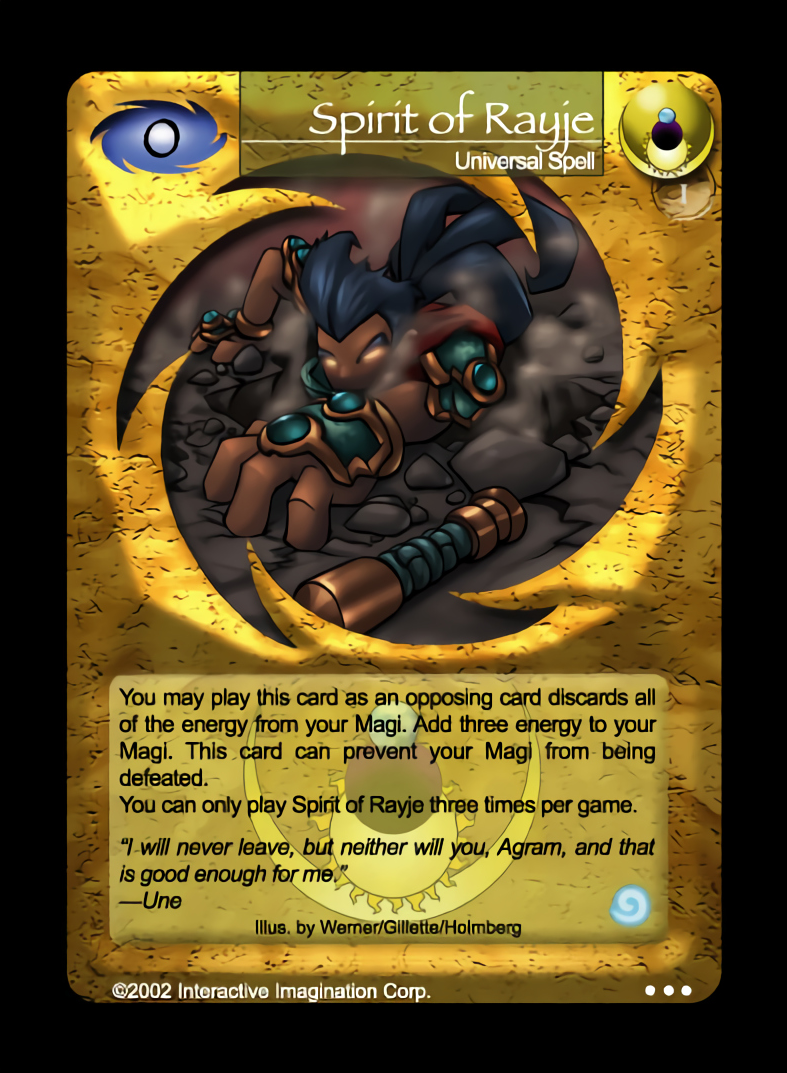 Spirit of Rayje
Universal Spell
1
You may play this card as an opposing card discards all
of the energy from your Magi. Add three energy to your
Magi. This card can prevent your Magi from being
defeated.
You can only play Spirit of Rayje three times per game.
“I will never leave, but neither will you, Agram, and that
is good enough for me.”
—Une
Illus. by Werner/Gillette/Holmberg
©2002 Interactive Imagination Corp.